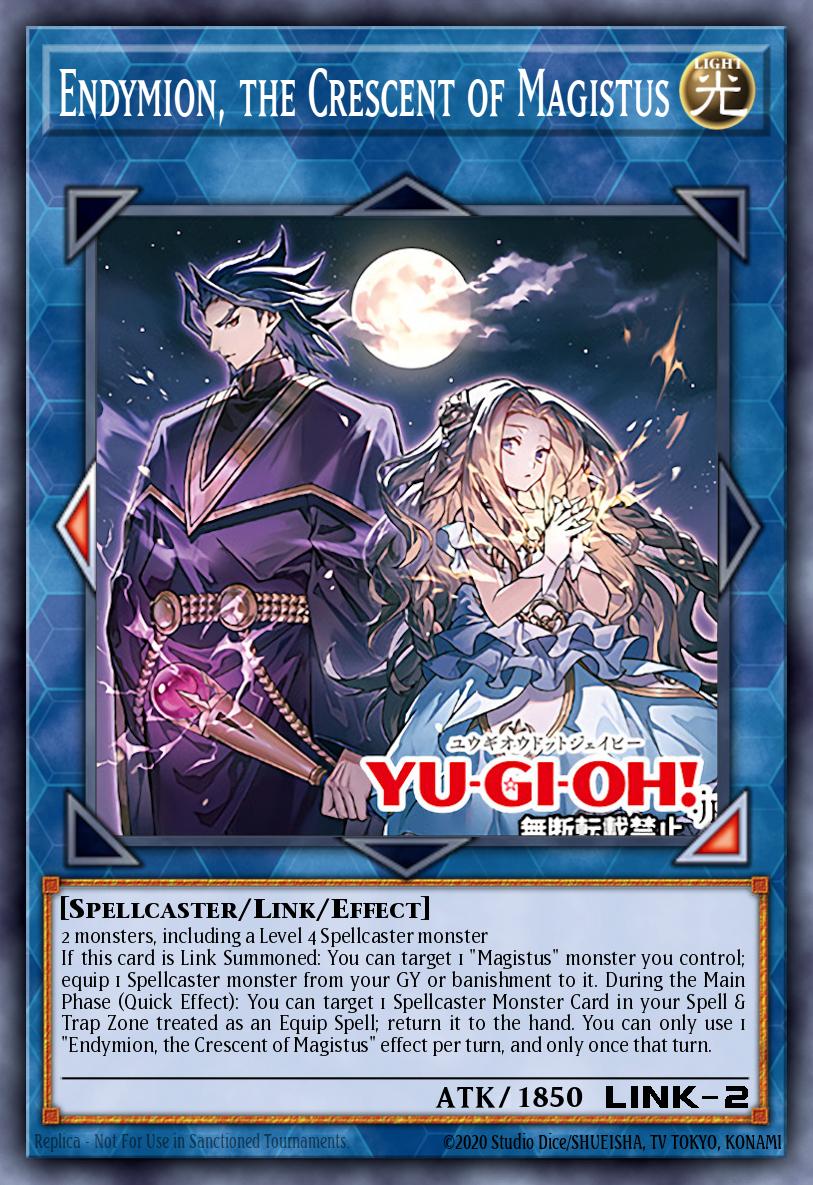 ENDYMION, THE CRESCENT OF MAGISTUS
LIGHT
光
ユウギオウドットジェイピー
YU-GI-OH!
.jp
無断転載禁止
[SPELLCASTER/LINK/EFFECT]
2 monsters, including a Level 4 Spellcaster monster
If this card is Link Summoned: You can target 1 "Magistus" monster you control;
equip 1 Spellcaster monster from your GY or banishment to it. During the Main
Phase (Quick Effect): You can target 1 Spellcaster Monster Card in your Spell &
Trap Zone treated as an Equip Spell; return it to the hand. You can only use 1
"Endymion, the Crescent of Magistus" effect per turn, and only once that turn.
ATK/1850 LINK-2
Replica - Not For Use in Sanctioned Tournaments.
©2020 Studio Dice/SHUEISHA, TV TOKYO, KONAMI